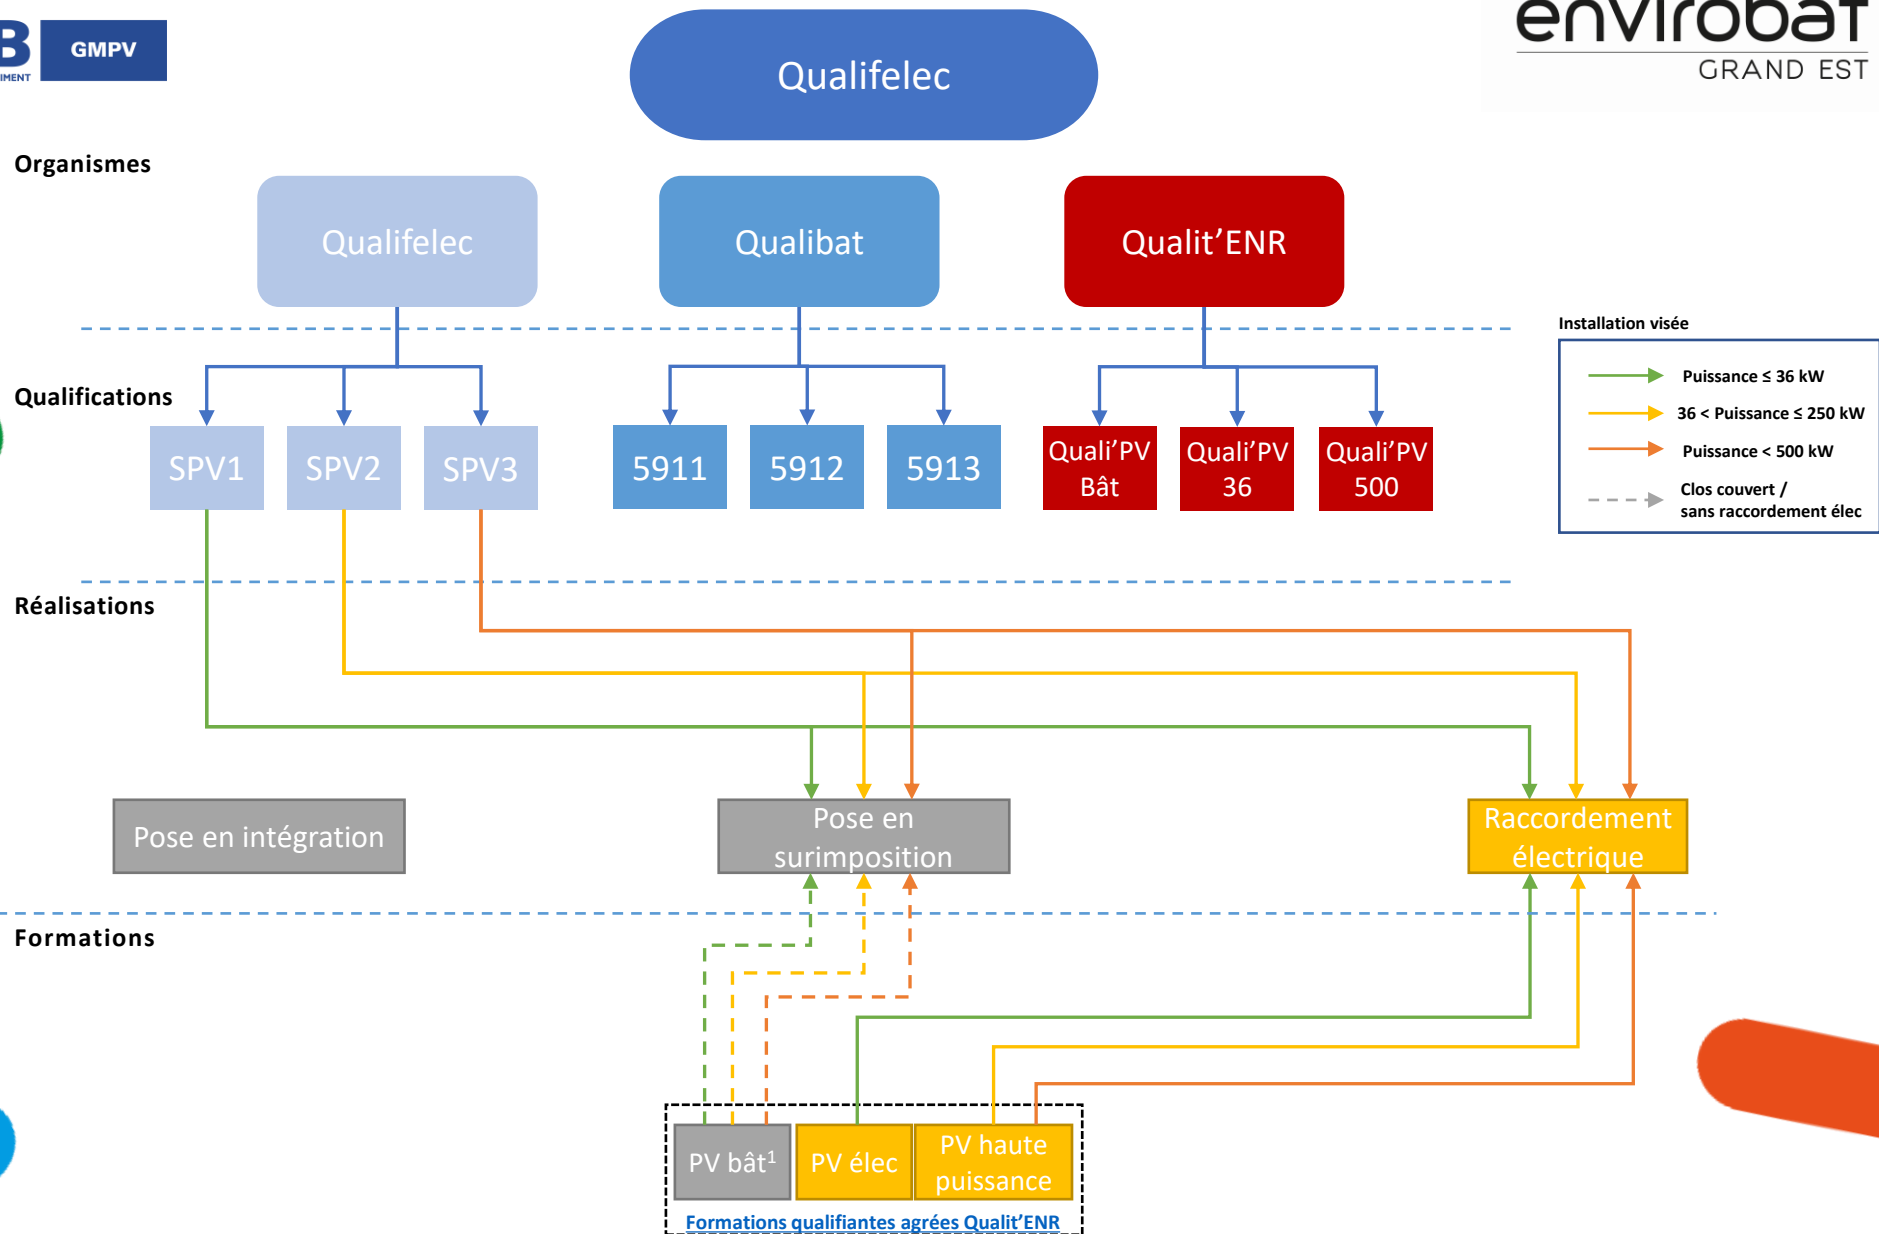 B
IMENT
GMPV
Qualifelec
envirobat
GRAND EST
Organismes
Qualifelec
Qualibat
Qualit'ENR
Installation visée
Puissance ≤ 36 kW
36 < Puissance ≤ 250 kW
Puissance < 500 kW
Clos couvert /
sans raccordement élec
Qualifications
SPV1
SPV2
SPV3
5911
5912
5913
Quali'PV
Bât
Quali'PV
36
Quali'PV
500
Réalisations
Pose en intégration
Pose en
surimposition
Raccordement
électrique
Formations
PV bât¹
PV élec
PV haute
puissance
Formations qualifiantes agrées Qualit'ENR